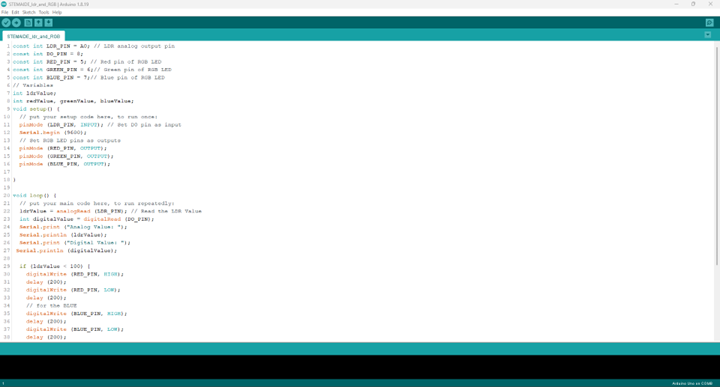 STEMAIDE_ldr_and_RGB | Arduino 1.8.19
File Edit Sketch Tools Help
STEMAIDE_ldr_and_RGB
1 const int LDR_PIN = A0; // LDR Analog output pin
2 const int DO_PIN = 8;
3 const int RED_PIN = 5; // Red pin of RGB LED
4 const int GREEN_PIN = 6;// Green pin of RGB LED
5 const int BLUE_PIN = 7;// Blue pin of RGB LED
6 // Variables
7 int ldrValue;
8 int redValue, greenValue, blueValue;
9 void setup() {
10 // put your setup code here, to run once:
11 pinMode (LDR_PIN, INPUT); // Set DO pin as input
12 Serial.begin (9600);
13 // Set RGB LED pins as outputs
14 pinMode (RED_PIN, OUTPUT);
15 pinMode (GREEN_PIN, OUTPUT);
16 pinMode (BLUE_PIN, OUTPUT);
17
18 }
19
20 void loop() {
21 // put your main code here, to run repeatedly:
22 ldrValue = analogRead (LDR_PIN); // Read the LDR Value
23 int digitalValue = digitalRead (DO_PIN);
24 Serial.print ("Analog Value: ");
25 Serial.println (ldrValue);
26 Serial.print ("Digital Value: ");
27 Serial.println (digitalValue);
28
29 if (ldrValue < 100) {
30 digitalWrite (RED_PIN, HIGH);
31 delay (200);
32 digitalWrite (RED_PIN, LOW);
33 delay (200);
34 // For the BLUE
35 digitalWrite (BLUE_PIN, HIGH);
36 delay (200);
37 digitalWrite (BLUE_PIN, LOW);
38 delay (200);
Arduino Uno on COM8